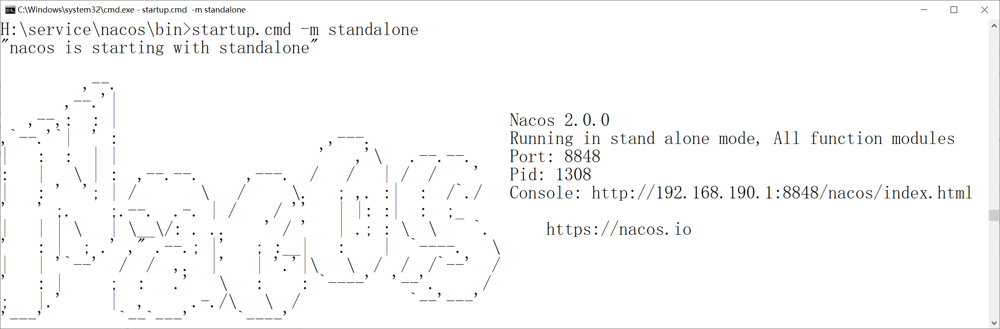 C:\Windows\system32\cmd.exe - startup.cmd  -m standalone
H:\service\nacos\bin>startup.cmd -m standalone
"nacos is starting with standalone"
Nacos 2.0.0
Running in stand alone mode, All function modules
Port: 8848
Pid: 1308
Console: http://192.168.190.1:8848/nacos/index.html
https://nacos.io